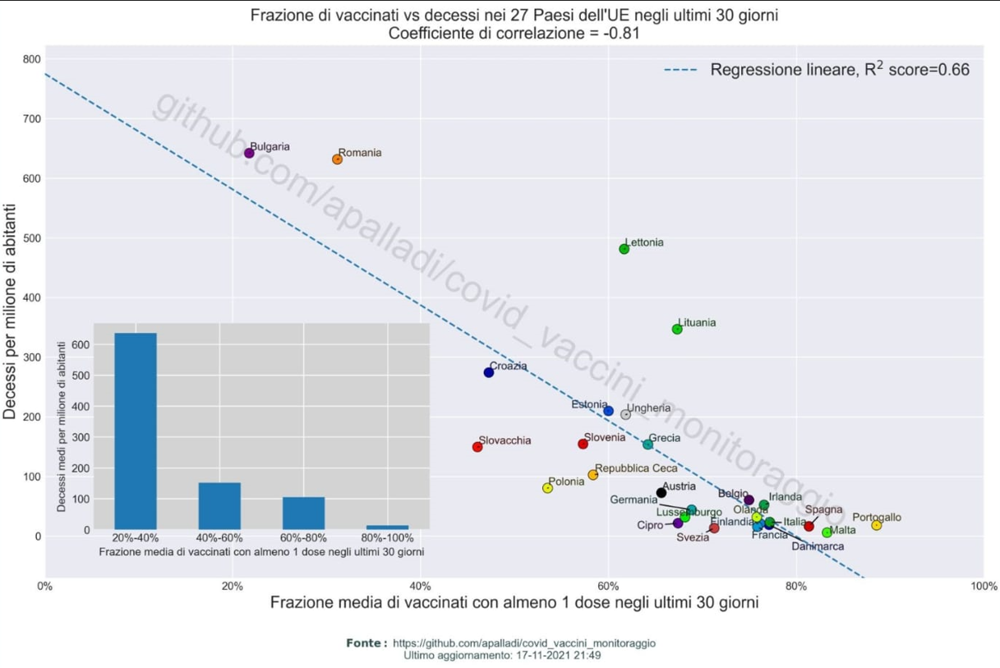 Frazione di vaccinati vs decessi nei 27 Paesi dell'UE negli ultimi 30 giorni
Coefficiente di correlazione = -0.81
Regressione lineare, R² score=0.66
github.com/apalladi/covid_vaccini_monitoraggio
Decessi per milione di abitanti
800
700
600
500
400
300
200
100
0
Bulgaria
Romania
Lettonia
Lituania
Croazia
Estonia
Ungheria
Slovacchia
Slovenia
Grecia
Repubblica Ceca
Polonia
Austria
Germania
Belgio
Irlanda
Lussemburgo
Olanda
Spagna
Portogallo
Cipro
Finlandia
Italia
Svezia
Francia
Malta
Danimarca
Decessi medi per milione di abitanti
600
500
400
300
200
100
0
20%-40%
40%-60%
60%-80%
80%-100%
Frazione media di vaccinati con almeno 1 dose negli ultimi 30 giorni
0%
20%
40%
60%
80%
100%
Frazione media di vaccinati con almeno 1 dose negli ultimi 30 giorni
Fonte : https://github.com/apalladi/covid_vaccini_monitoraggio
Ultimo aggiornamento: 17-11-2021 21:49